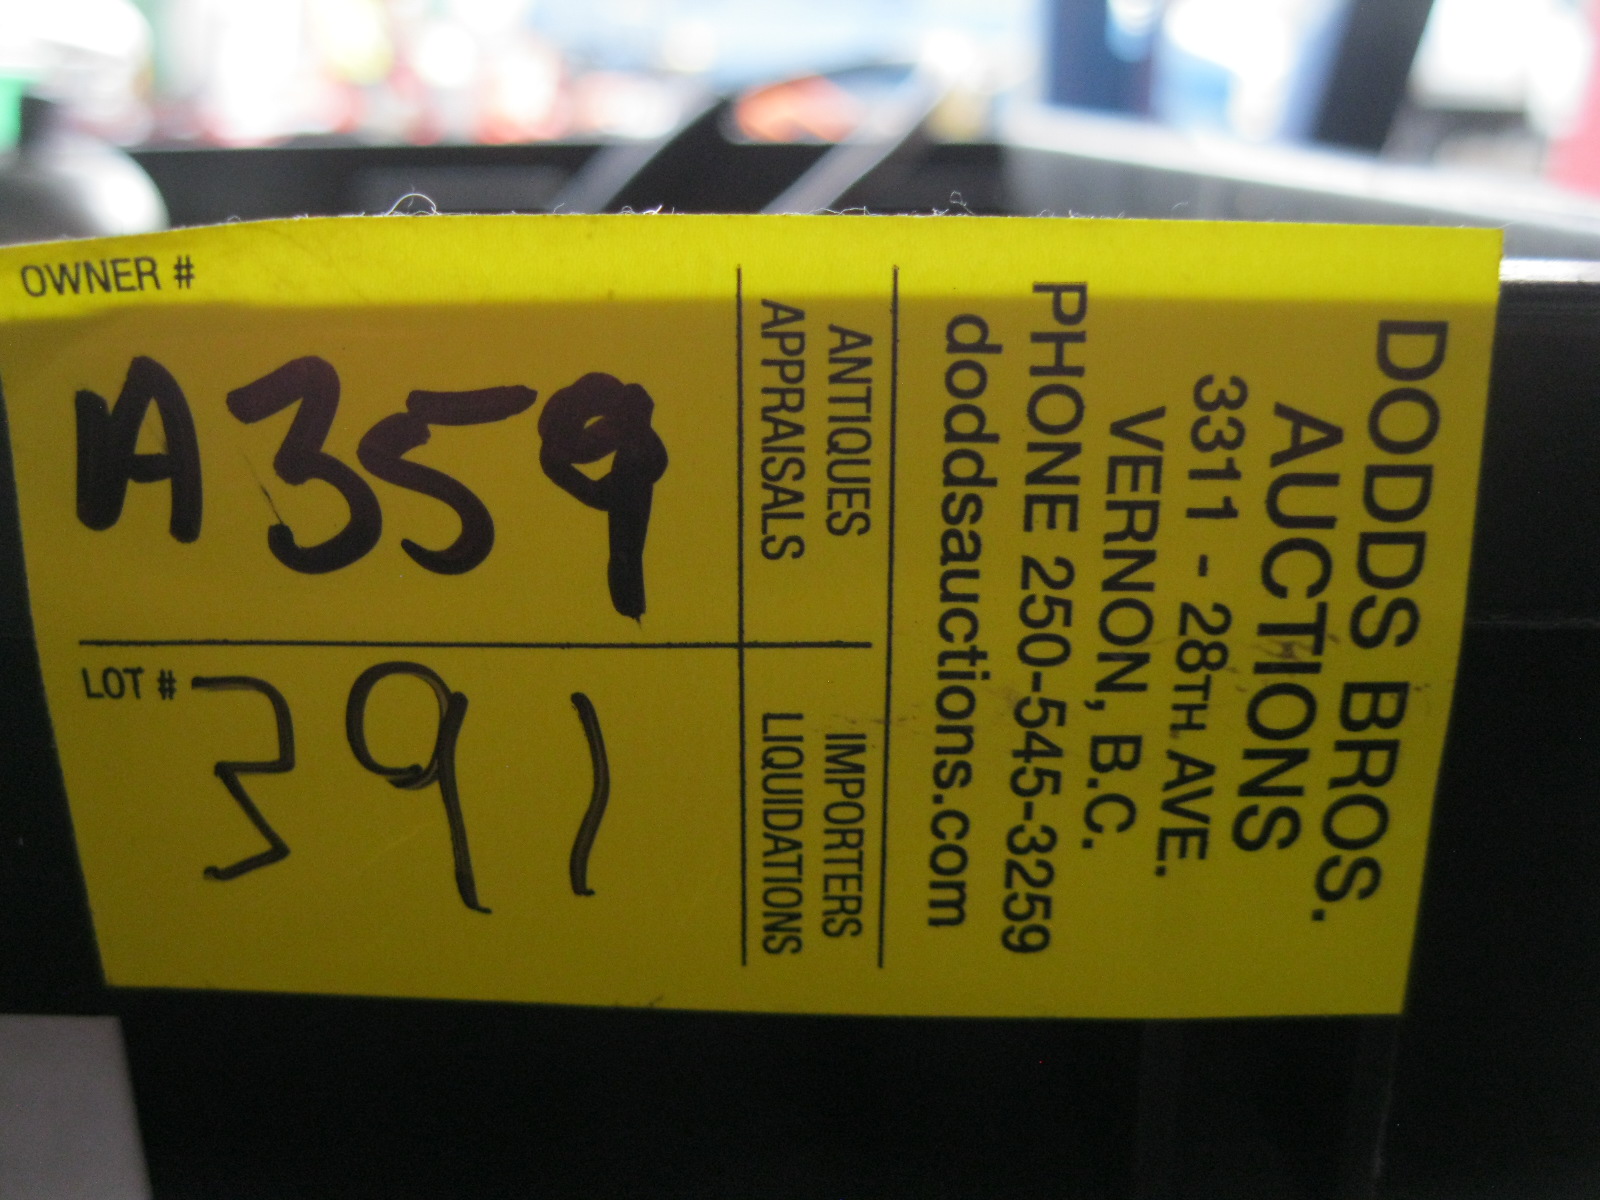 DODDS BROS.
AUCTIONS
3311 - 28TH AVE.
VERNON, B.C.
PHONE 250-545-3259
doddsauctions.com
ANTIQUES
APPRAISALS
IMPORTERS
LIQUIDATIONS
OWNER #
A359
LOT #
391